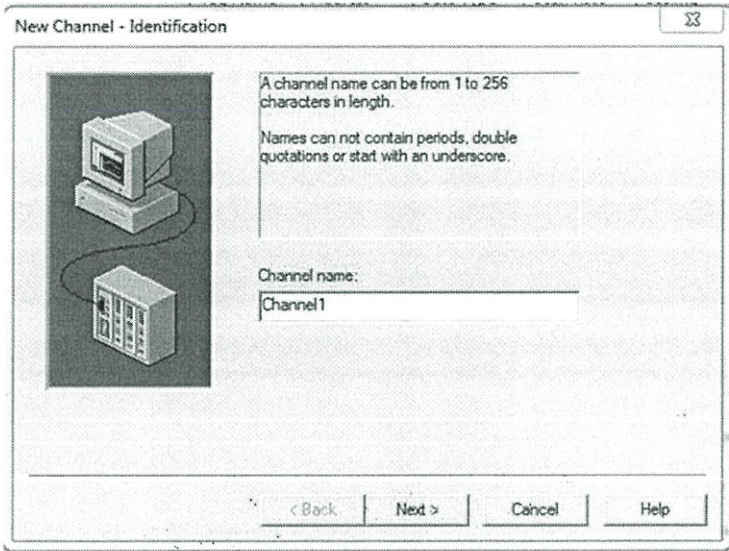 New Channel - Identification
A channel name can be from 1 to 256
characters in length.
Names can not contain periods, double
quotations or start with an underscore.
Channel name:
Channel1
< Back
Next >
Cancel
Help